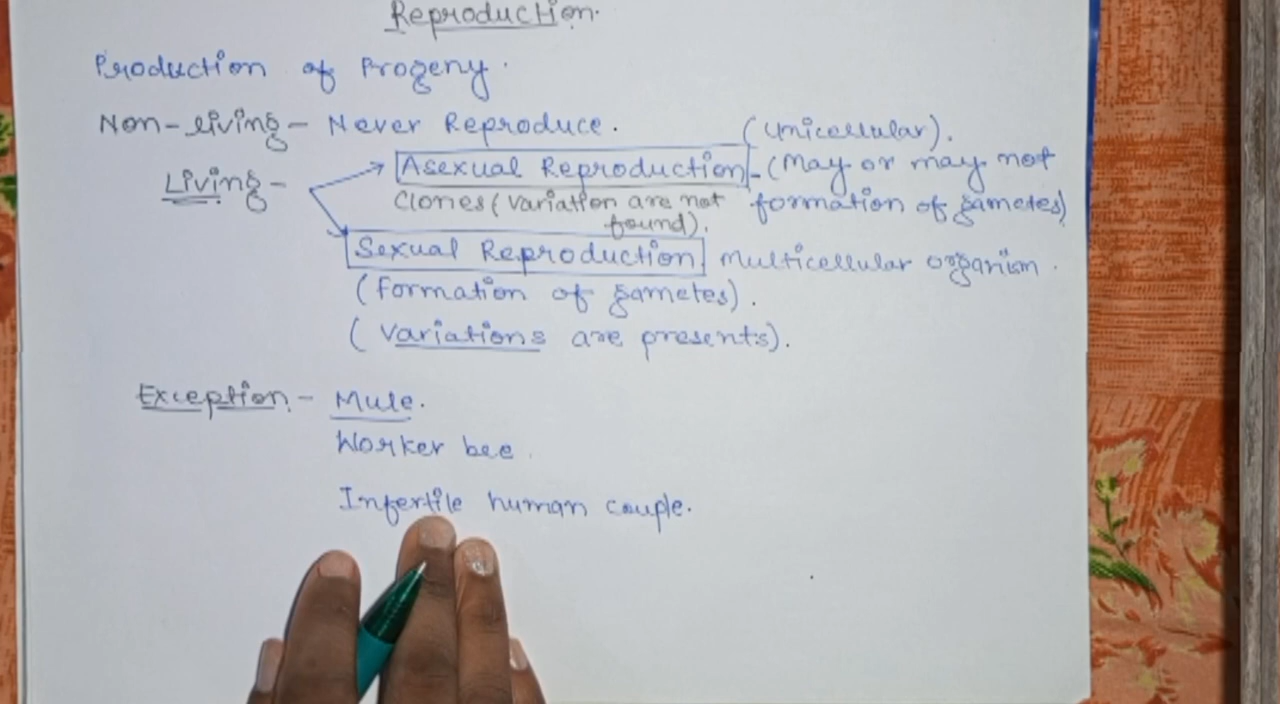 Reproduction.
Production of Progeny.
Non-living - Never Reproduce.
(Unicellular).
Living - Asexual Reproduction - (May or may not
Clones (variation are not formation of gametes)
found).
Sexual Reproduction multicellular organism.
(formation of gametes).
(variations are presents).
Exception - Mule.
Worker bee.
Infertile human couple.